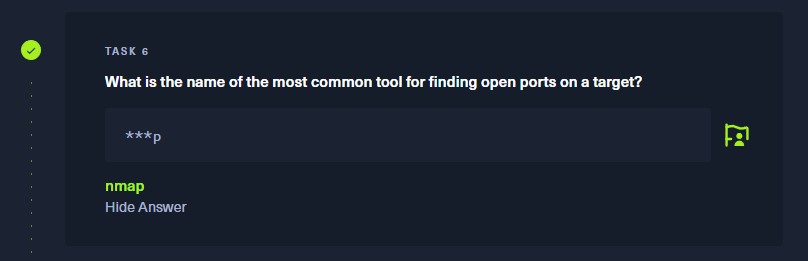 TASK 6
What is the name of the most common tool for finding open ports on a target?
***p
nmap
Hide Answer